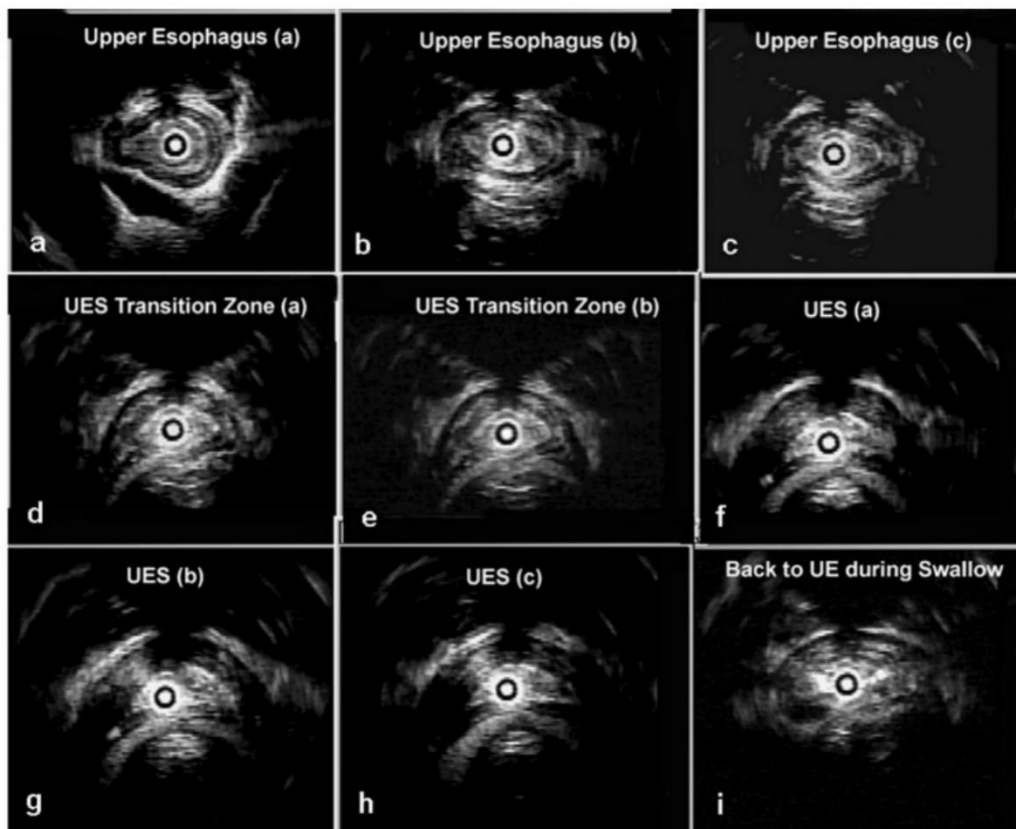 Upper Esophagus (a)
a
Upper Esophagus (b)
b
Upper Esophagus (c)
c
UES Transition Zone (a)
d
UES Transition Zone (b)
e
UES (a)
f
UES (b)
g
UES (c)
h
Back to UE during Swallow
i